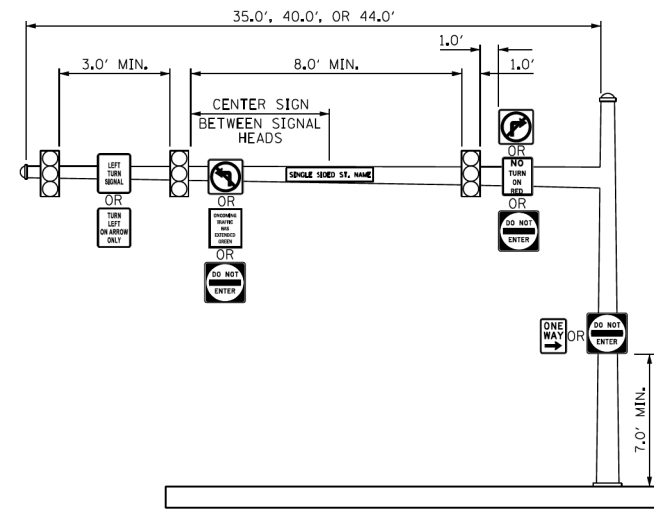 35.0', 40.0', OR 44.0'
1.0'
3.0' MIN.
8.0' MIN.
1.0'
CENTER SIGN
BETWEEN SIGNAL
HEADS
LEFT
TURN
SIGNAL
OR
TURN
LEFT
ON ARROW
ONLY
OR
ONCOMING
TRAFFIC
HAS
EXTENDED
GREEN
OR
DO NOT
ENTER
SINGLE SIDED ST. NAME
OR
NO
TURN
ON
RED
OR
DO NOT
ENTER
ONE
WAY
OR
DO NOT
ENTER
7.0' MIN.